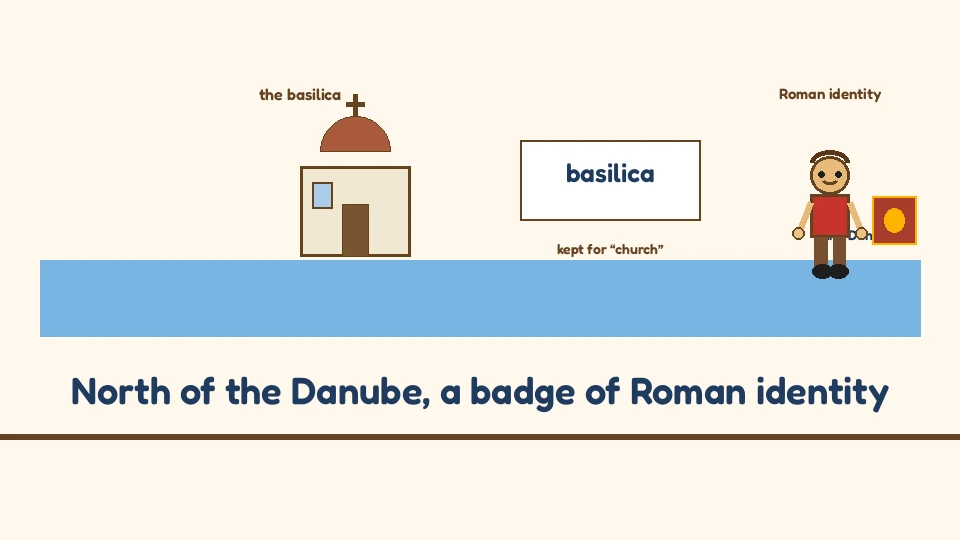 the basilica
Roman identity
basilica
kept for “church”
North of the Danube, a badge of Roman identity